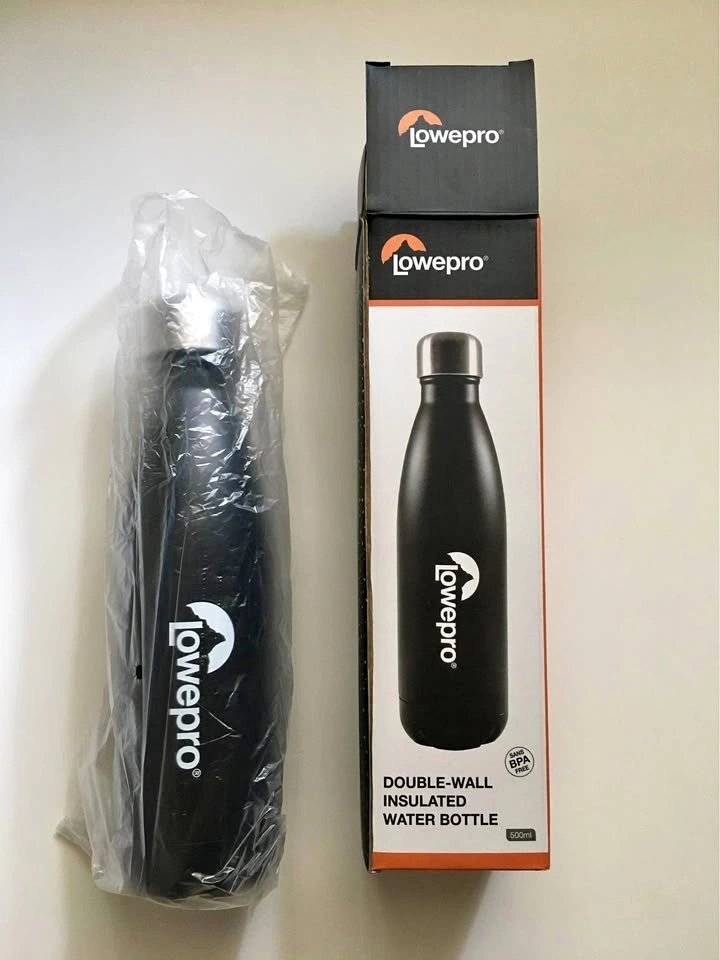 Lowepro®
Lowepro®
Lowepro®
Lowepro®
SANS
BPA
FREE
DOUBLE-WALL
INSULATED
WATER BOTTLE
500ml